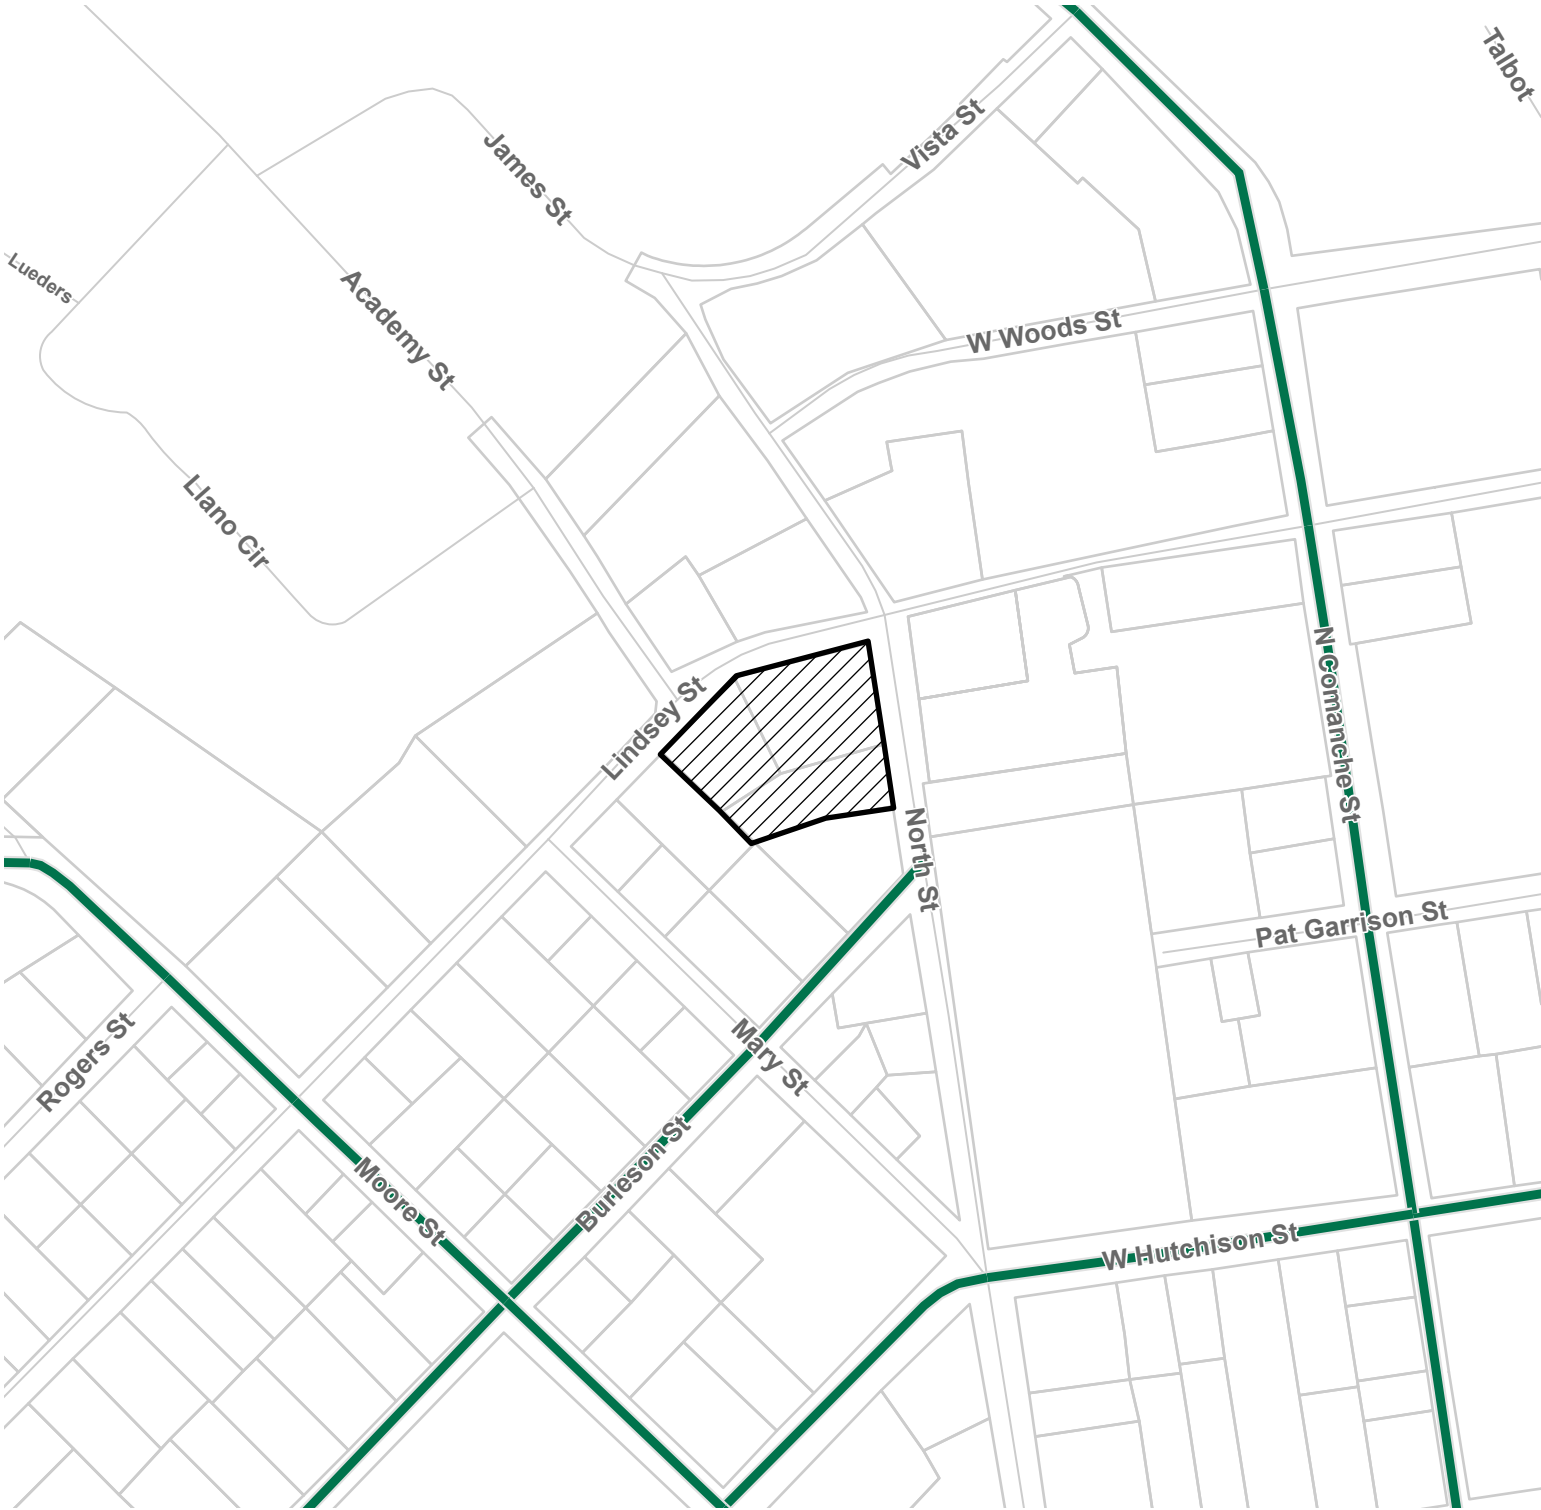 Talbot
Vista St
James St
Lueders
Academy St
W Woods St
Llano Cir
N Comanche St
Lindsey St
North St
Pat Garrison St
Rogers St
Mary St
Burleson St
Moore St
W Hutchison St